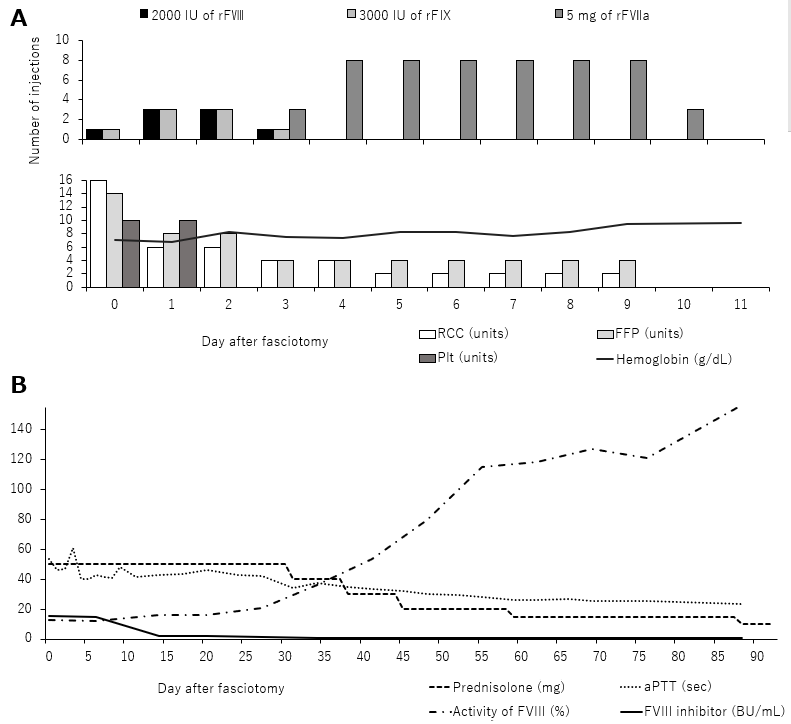 A
2000 IU of rFVIII 3000 IU of rFIX 5 mg of rFVIIa
Number of injections
10
8
6
4
2
0
16
14
12
10
8
6
4
2
0
0 1 2 3 4 5 6 7 8 9 10 11
Day after fasciotomy
RCC (units) FFP (units)
Plt (units) Hemoglobin (g/dL)
B
140
120
100
80
60
40
20
0
0 5 10 15 20 25 30 35 40 45 50 55 60 65 70 75 80 85 90
Day after fasciotomy
Prednisolone (mg) aPTT (sec)
Activity of FVIII (%) FVIII inhibitor (BU/mL)